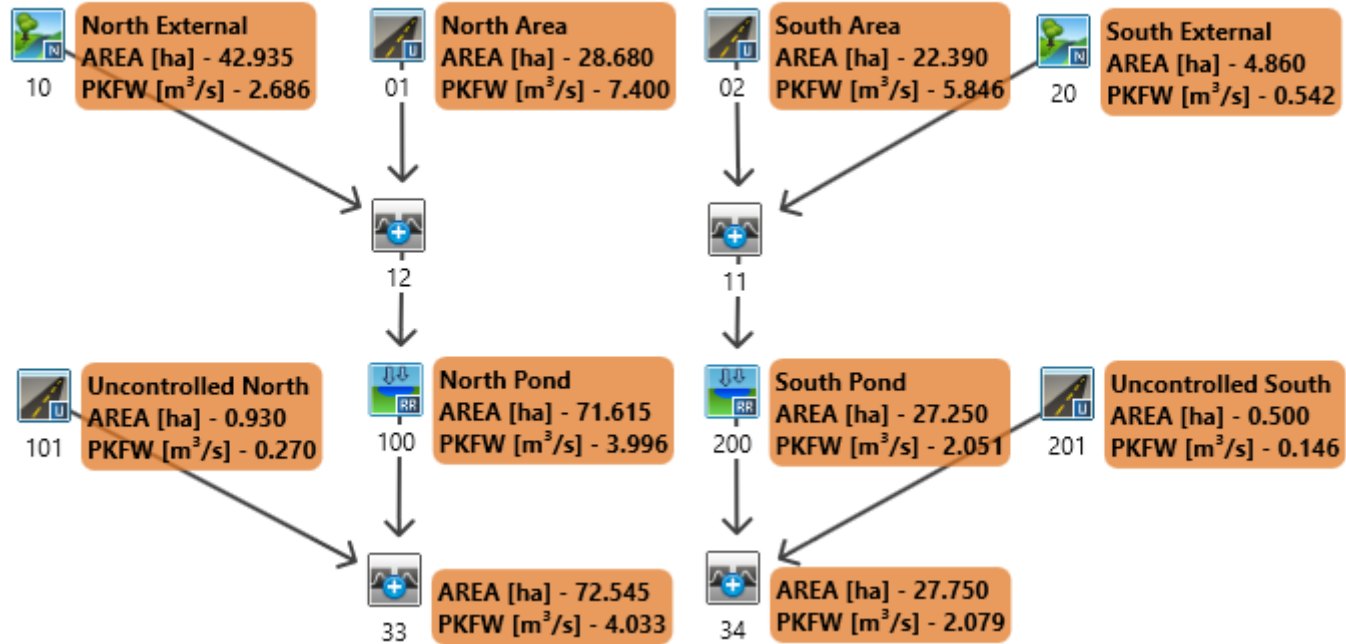 North External
AREA [ha] - 42.935
PKFW [m³/s] - 2.686
N
10
North Area
AREA [ha] - 28.680
PKFW [m³/s] - 7.400
U
01
South Area
AREA [ha] - 22.390
PKFW [m³/s] - 5.846
U
02
South External
AREA [ha] - 4.860
PKFW [m³/s] - 0.542
N
20
12
11
Uncontrolled North
AREA [ha] - 0.930
PKFW [m³/s] - 0.270
U
101
North Pond
AREA [ha] - 71.615
PKFW [m³/s] - 3.996
RR
100
South Pond
AREA [ha] - 27.250
PKFW [m³/s] - 2.051
RR
200
Uncontrolled South
AREA [ha] - 0.500
PKFW [m³/s] - 0.146
U
201
AREA [ha] - 72.545
PKFW [m³/s] - 4.033
33
AREA [ha] - 27.750
PKFW [m³/s] - 2.079
34